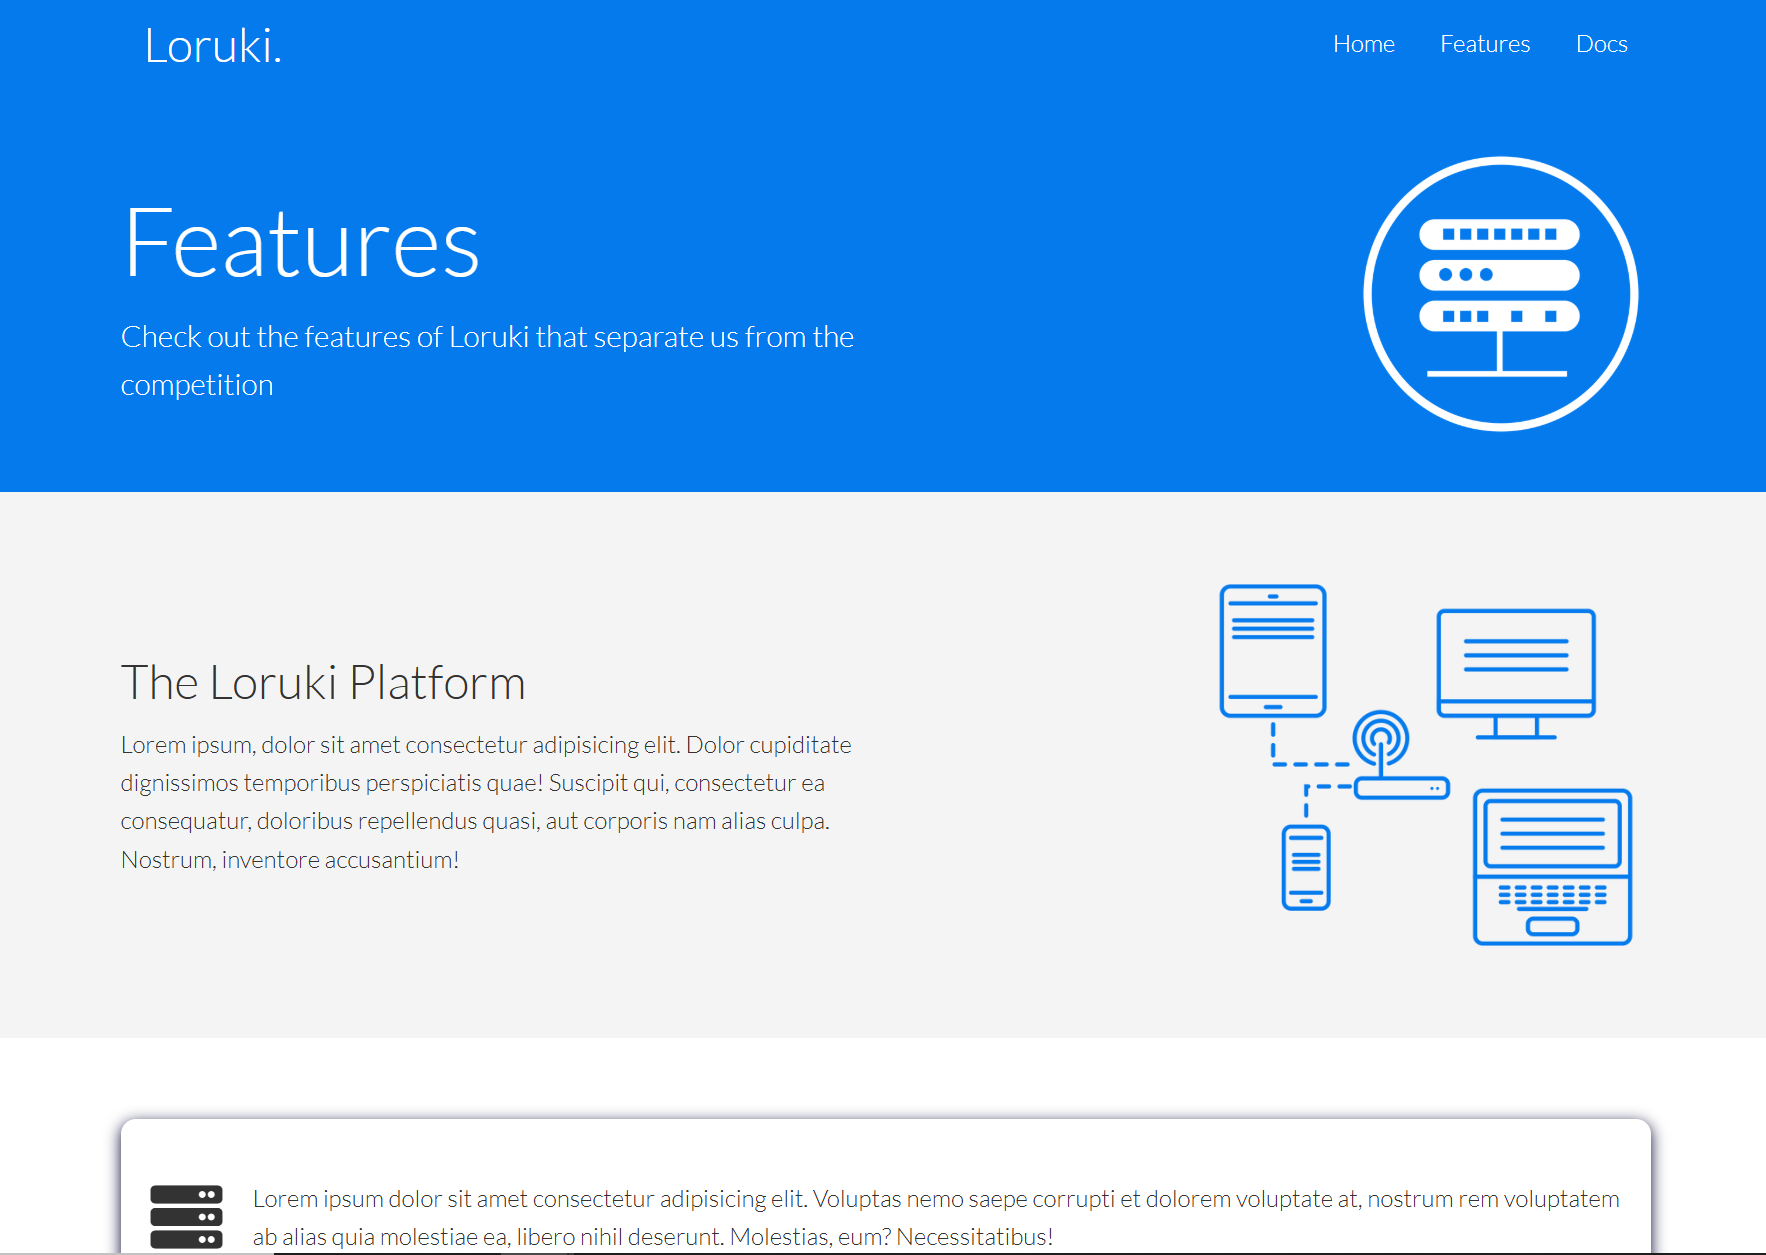 Loruki.
Home Features Docs
Features
Check out the features of Loruki that separate us from the
competition
The Loruki Platform
Lorem ipsum, dolor sit amet consectetur adipisicing elit. Dolor cupiditate
dignissimos temporibus perspiciatis quae! Suscipit qui, consectetur ea
consequatur, doloribus repellendus quasi, aut corporis nam alias culpa.
Nostrum, inventore accusantium!
Lorem ipsum dolor sit amet consectetur adipisicing elit. Voluptas nemo saepe corrupti et dolorem voluptate at, nostrum rem voluptatem
ab alias quia molestiae ea, libero nihil deserunt. Molestias, eum? Necessitatibus!